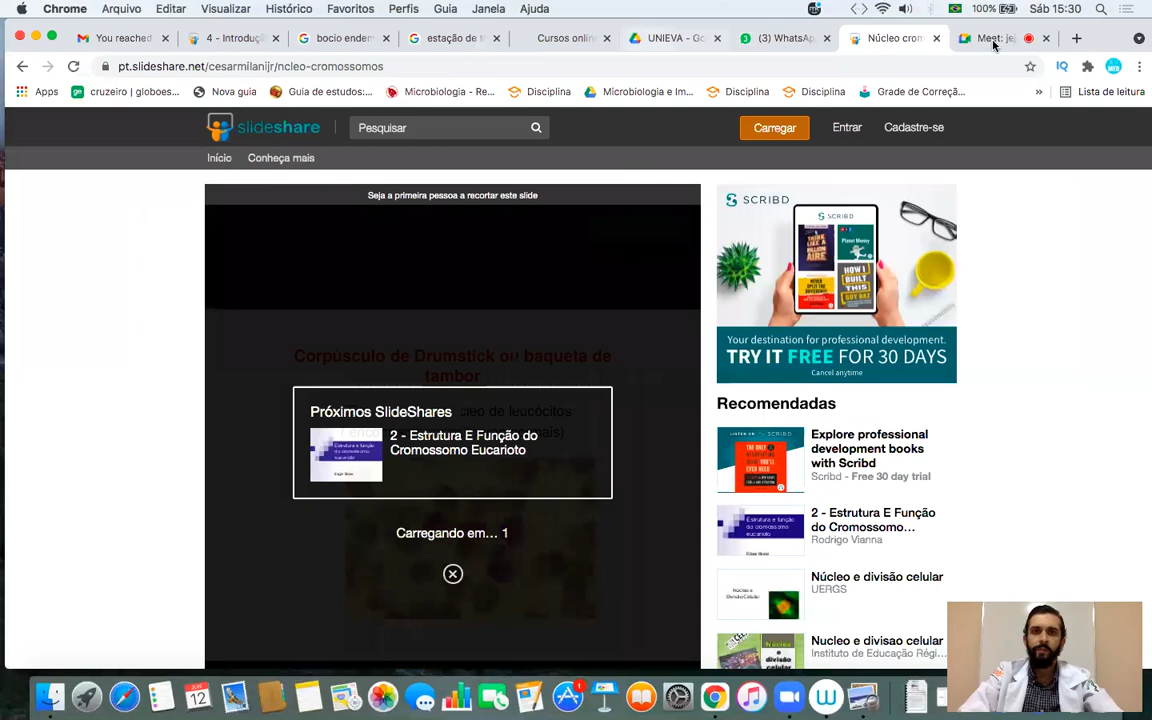 Chrome Arquivo Editar Visualizar Histórico Favoritos Perfis Guia Janela Ajuda 100% Sáb 15:30
You reached 4 - Introduç bocio endem estação de t Cursos onlin UNIEVA - Go (3) WhatsAp Núcleo crom Meet: jej
pt.slideshare.net/cesarmilanijr/ncleo-cromossomos
Apps cruzeiro | globoes... Nova guia Guia de estudos:... Microbiologia - Re... Disciplina Microbiologia e Im... Disciplina Disciplina Grade de Correçã... » Lista de leitura
slideshare Pesquisar Carregar Entrar Cadastre-se
Início Conheça mais
Seja a primeira pessoa a recortar este slide
Corpúsculo de Drumstick ou baqueta de
tambor
Próximos SlideShares
2 - Estrutura E Função do
Cromossomo Eucarioto
Carregando em... 1
SCRIBD
Your destination for professional development.
TRY IT FREE FOR 30 DAYS
Cancel anytime
Recomendadas
Explore professional
development books
with Scribd
Scribd - Free 30 day trial
2 - Estrutura E Função
do Cromossomo...
Rodrigo Vianna
Núcleo e divisão celular
UERGS
Nucleo e divisao celular
Instituto de Educação Régi...